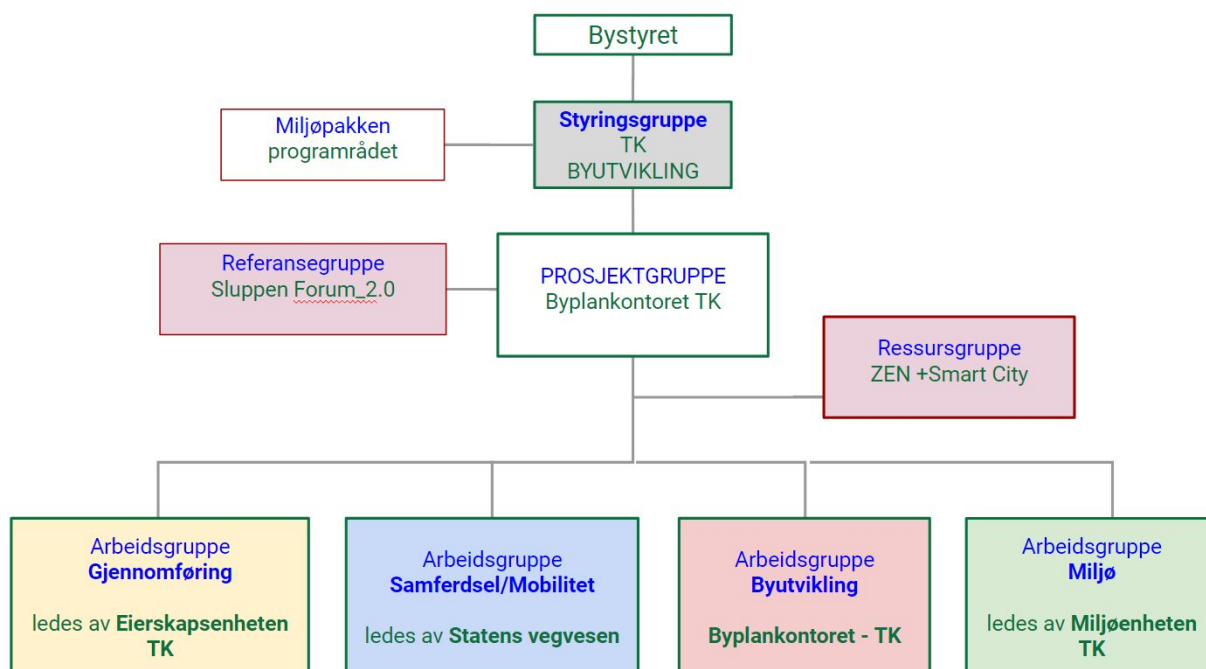 Bystyret
Miljøpakken
programrådet
Styringsgruppe
TK
BYUTVIKLING
Referansegruppe
Sluppen Forum_2.0
PROSJEKTGRUPPE
Byplankontoret TK
Ressursgruppe
ZEN +Smart City
Arbeidsgruppe
Gjennomføring
ledes av Eierskapsenheten
TK
Arbeidsgruppe
Samferdsel/Mobilitet
ledes av Statens vegvesen
Arbeidsgruppe
Byutvikling
Byplankontoret - TK
Arbeidsgruppe
Miljø
ledes av Miljøenheten
TK